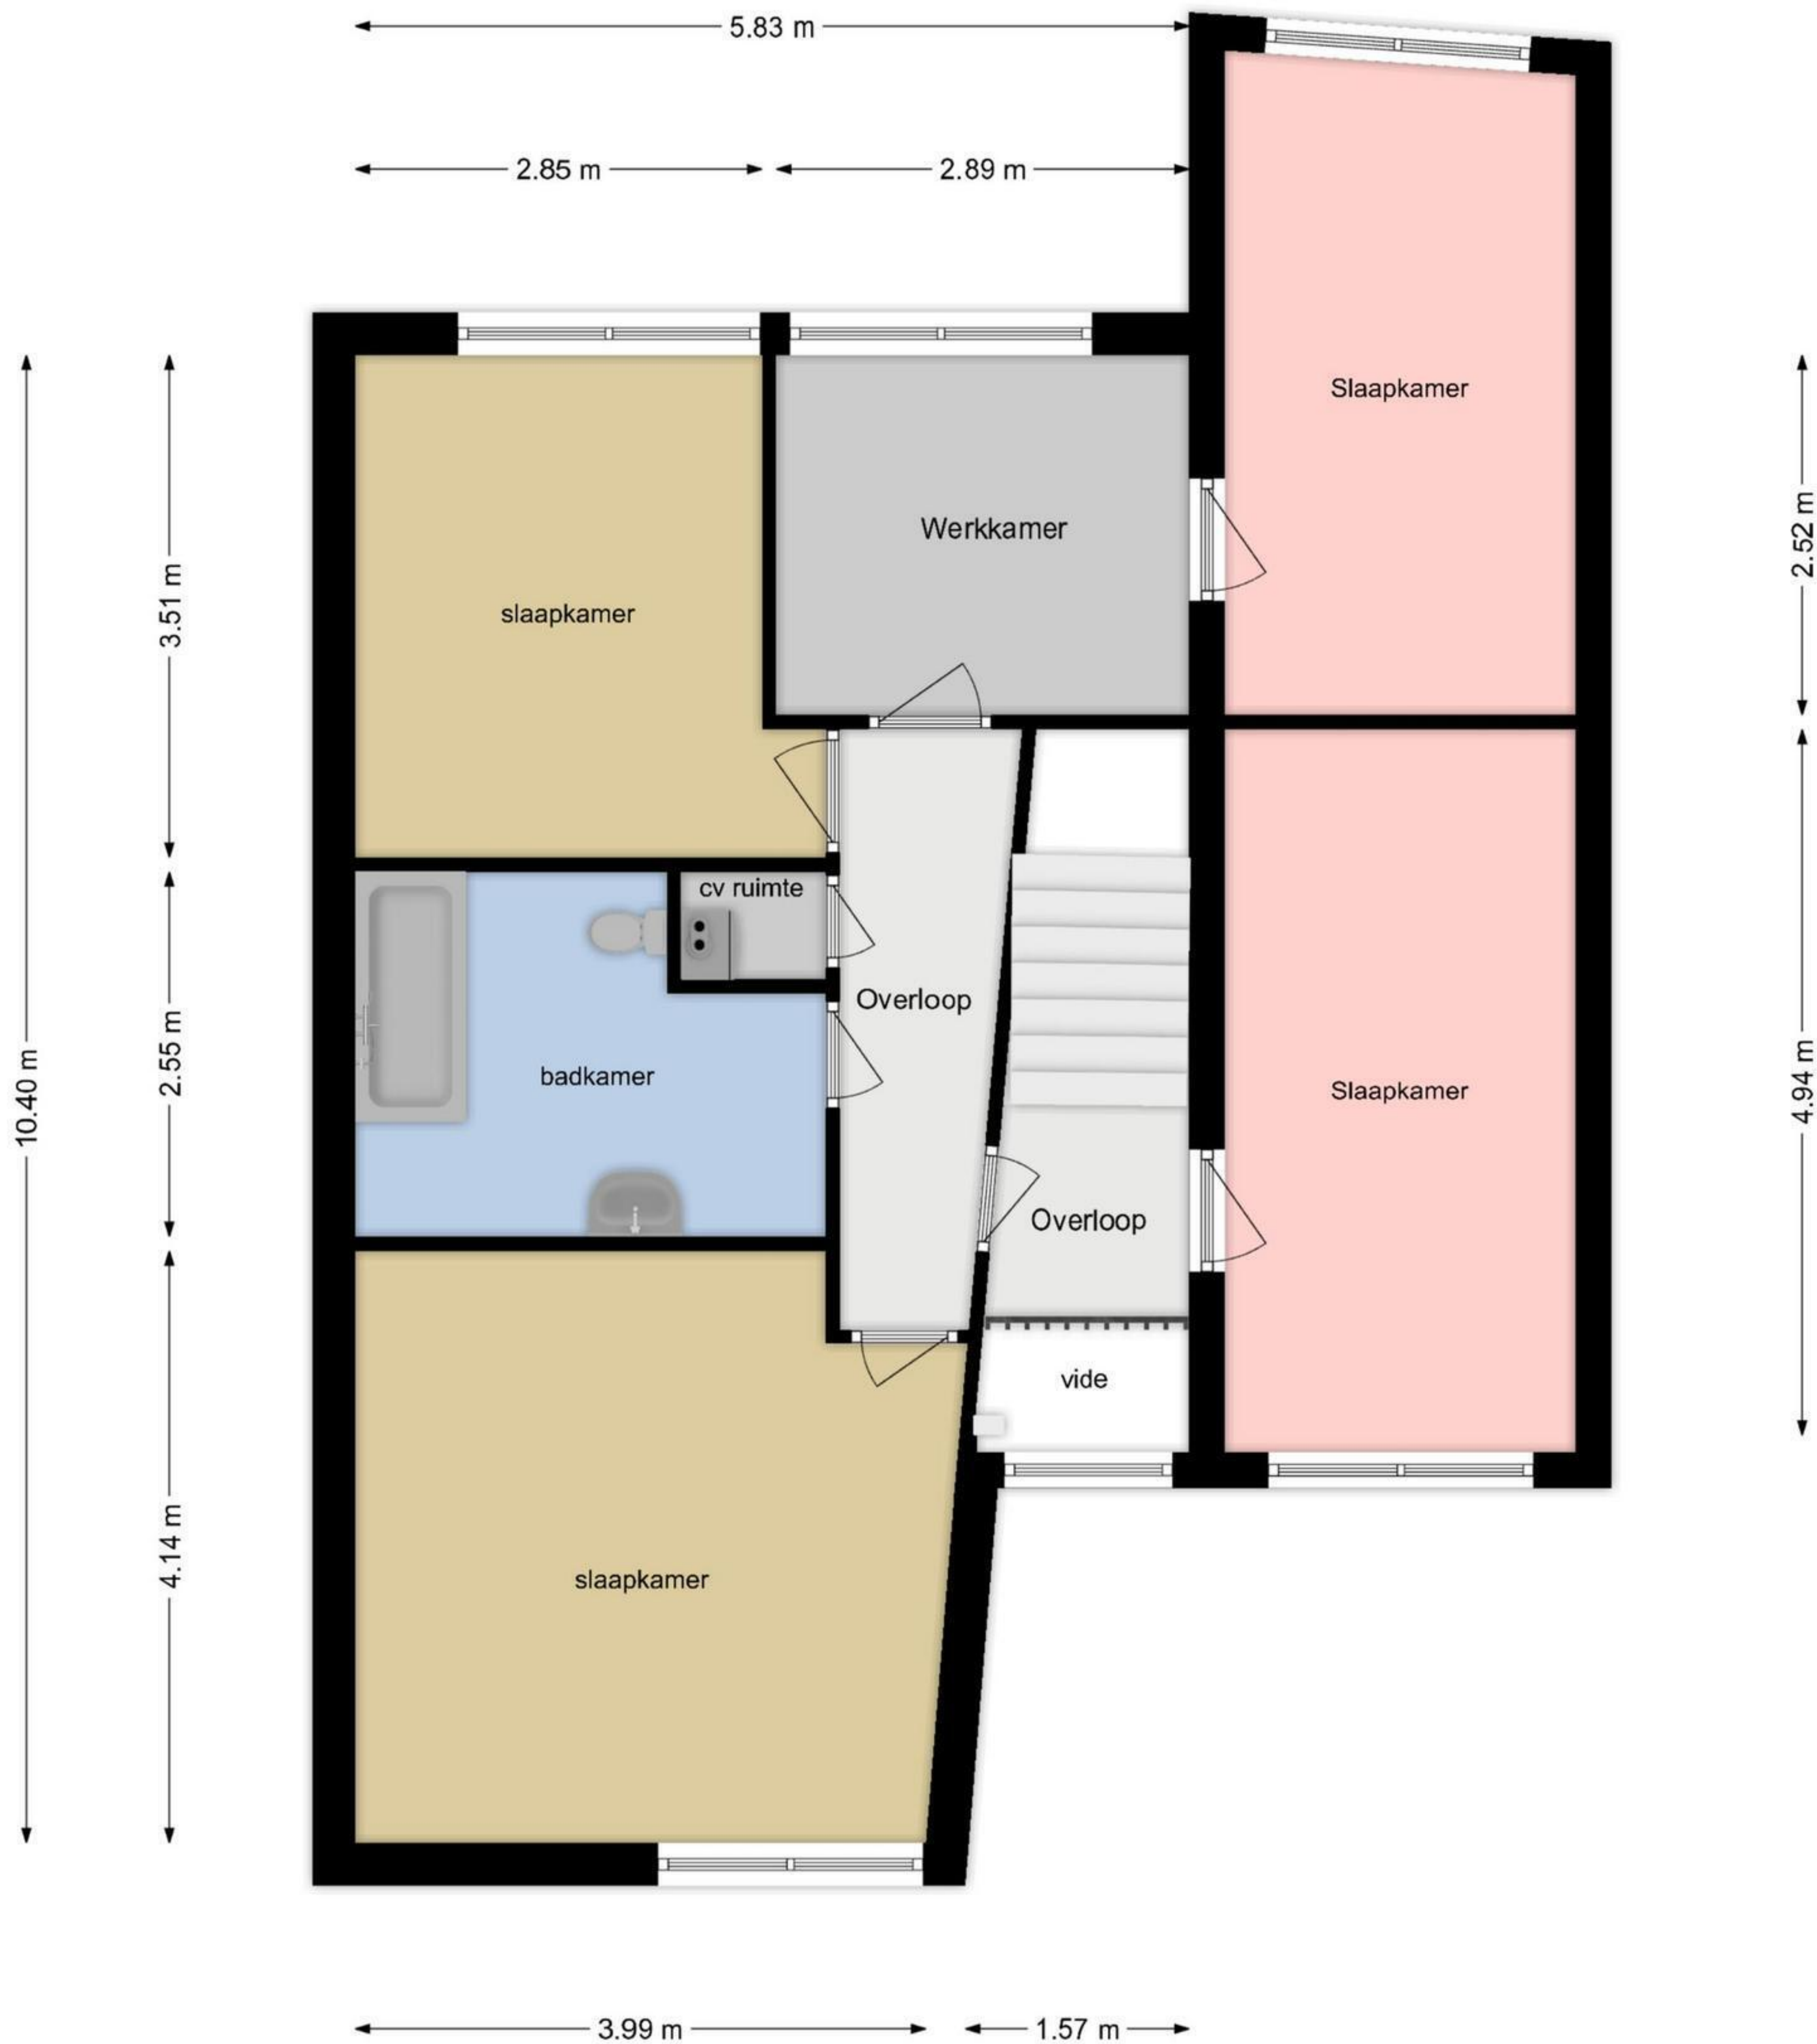 5.83 m
2.85 m
2.89 m
Slaapkamer
Werkkamer
2.52 m
3.51 m
slaapkamer
cv ruimte
Overloop
2.55 m
10.40 m
badkamer
Slaapkamer
4.94 m
Overloop
vide
4.14 m
slaapkamer
3.99 m
1.57 m